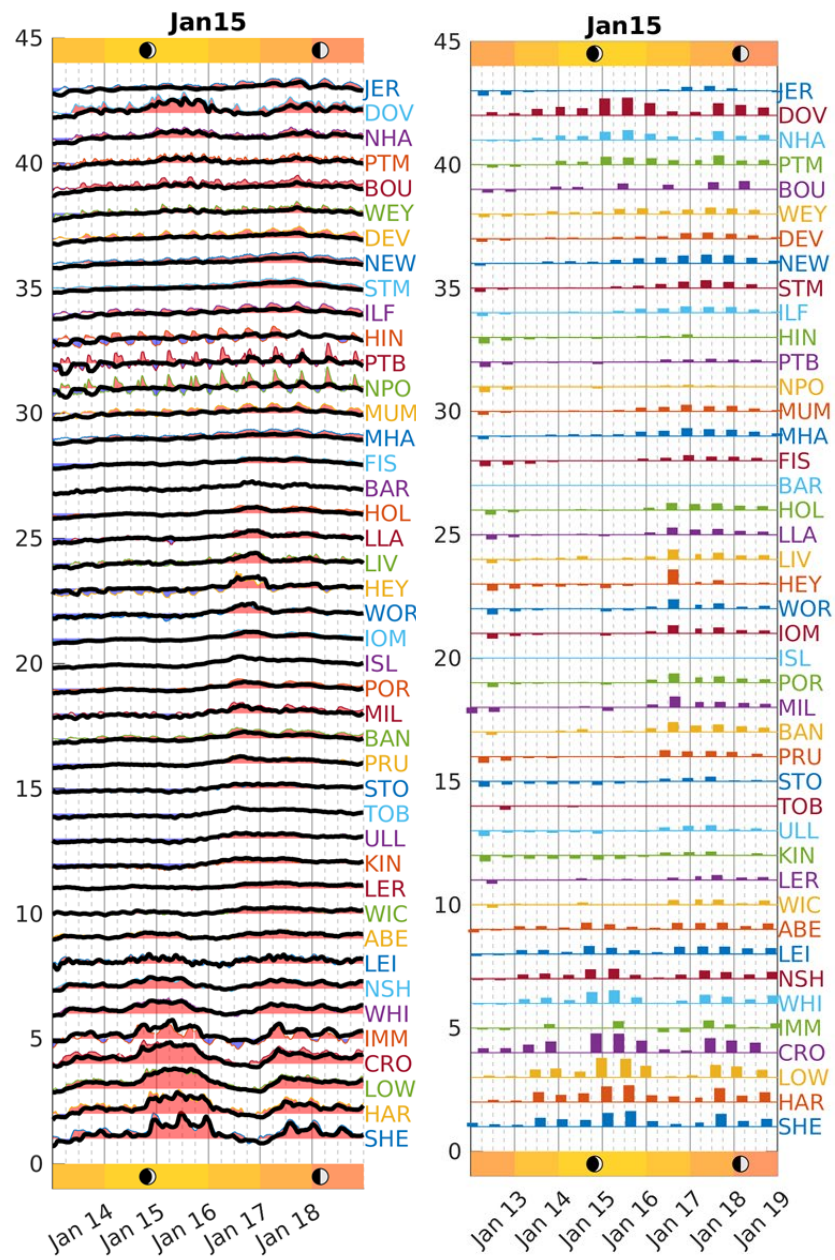 Jan15
45
JER
DOV
NHA
40
PTM
BOU
WEY
DEV
NEW
35
STM
ILF
HIN
PTB
NPO
30
MUM
MHA
FIS
BAR
HOL
25
LLA
LIV
HEY
WOR
IOM
20
ISL
POR
MIL
BAN
PRU
15
STO
TOB
ULL
KIN
LER
10
WIC
ABE
LEI
NSH
WHI
5
IMM
CRO
LOW
HAR
SHE
0
Jan 14
Jan 15
Jan 16
Jan 17
Jan 18
Jan15
45
JER
DOV
NHA
40
PTM
BOU
WEY
DEV
NEW
35
STM
ILF
HIN
PTB
NPO
30
MUM
MHA
FIS
BAR
HOL
25
LLA
LIV
HEY
WOR
IOM
20
ISL
POR
MIL
BAN
PRU
15
STO
TOB
ULL
KIN
LER
10
WIC
ABE
LEI
NSH
WHI
5
IMM
CRO
LOW
HAR
SHE
0
Jan 13
Jan 14
Jan 15
Jan 16
Jan 17
Jan 18
Jan 19